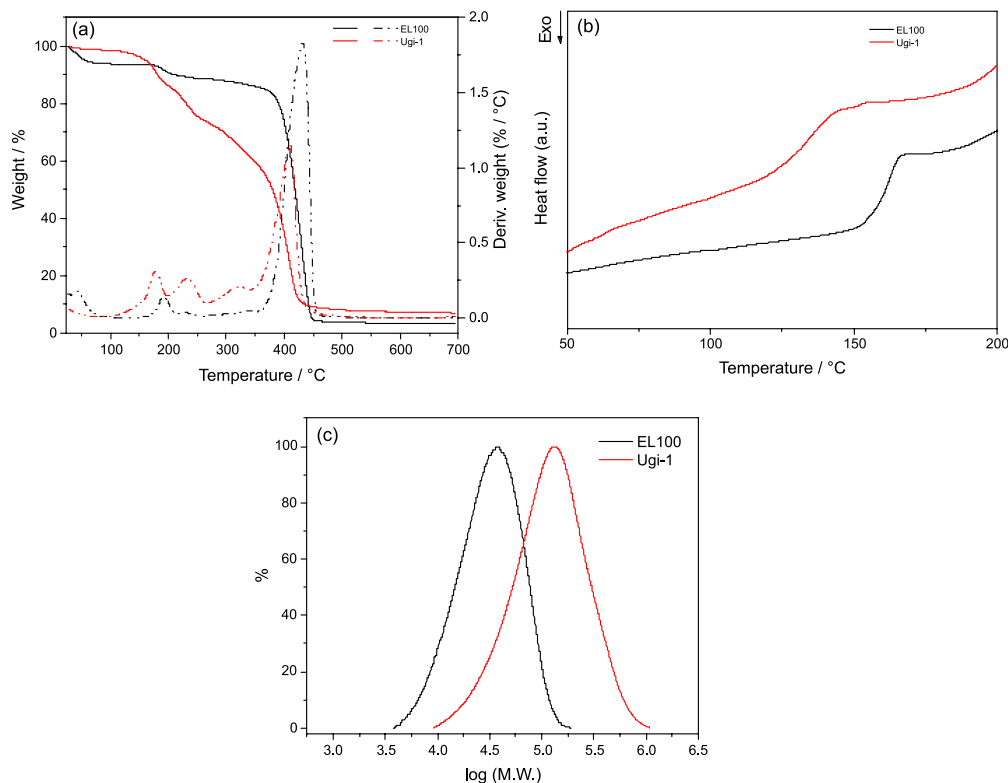 (a)
EL100
Ugi-1
100
80
60
40
20
0
Weight / %
2.0
1.5
1.0
0.5
0.0
Deriv. weight (% / °C)
100 200 300 400 500 600 700
Temperature / °C
Exo
(b)
EL100
Ugi-1
Heat flow (a.u.)
50 100 150 200
Temperature / °C
(c)
EL100
Ugi-1
100
80
60
40
20
0
%
3.0 3.5 4.0 4.5 5.0 5.5 6.0 6.5
log (M.W.)